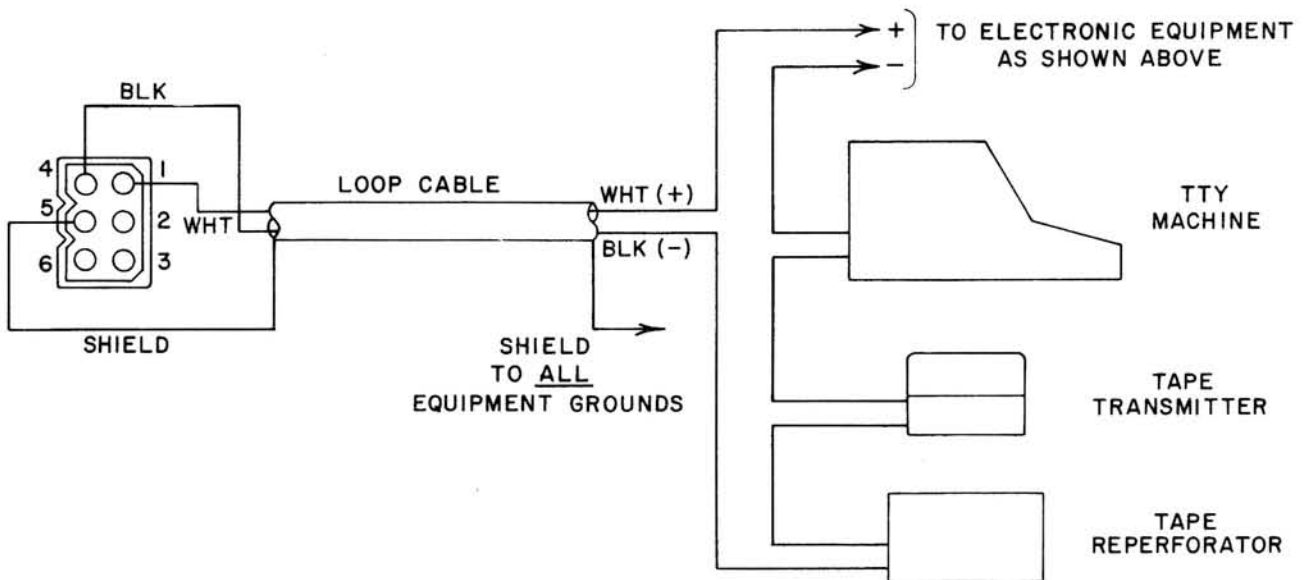 +
TO ELECTRONIC EQUIPMENT
AS SHOWN ABOVE
−
BLK
4
1
5
2
6
3
WHT
LOOP CABLE
WHT (+)
BLK (-)
SHIELD
SHIELD
TO ALL
EQUIPMENT GROUNDS
TTY
MACHINE
TAPE
TRANSMITTER
TAPE
REPERFORATOR